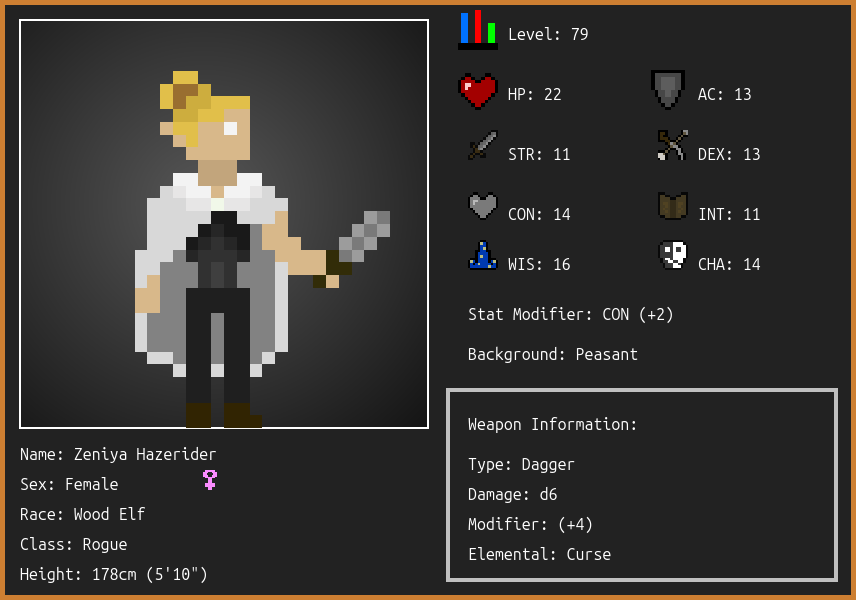 Level: 79
HP: 22
AC: 13
STR: 11
DEX: 13
CON: 14
INT: 11
WIS: 16
CHA: 14
Stat Modifier: CON (+2)
Background: Peasant
Weapon Information:
Type: Dagger
Damage: d6
Modifier: (+4)
Elemental: Curse
Name: Zeniya Hazerider
Sex: Female
Race: Wood Elf
Class: Rogue
Height: 178cm (5'10")